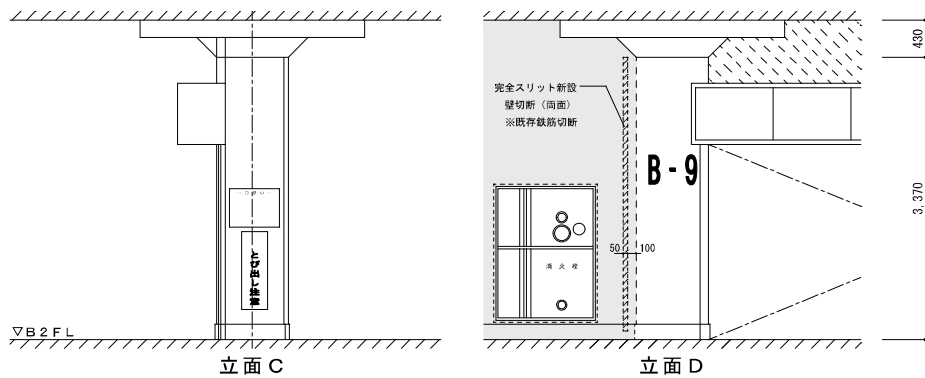 430
完全スリット新設
壁切断（両面）
※既存鉄筋切断
B-9
3,370
とび出し注意
50 100
消火栓
▽B2FL
立面C
立面D